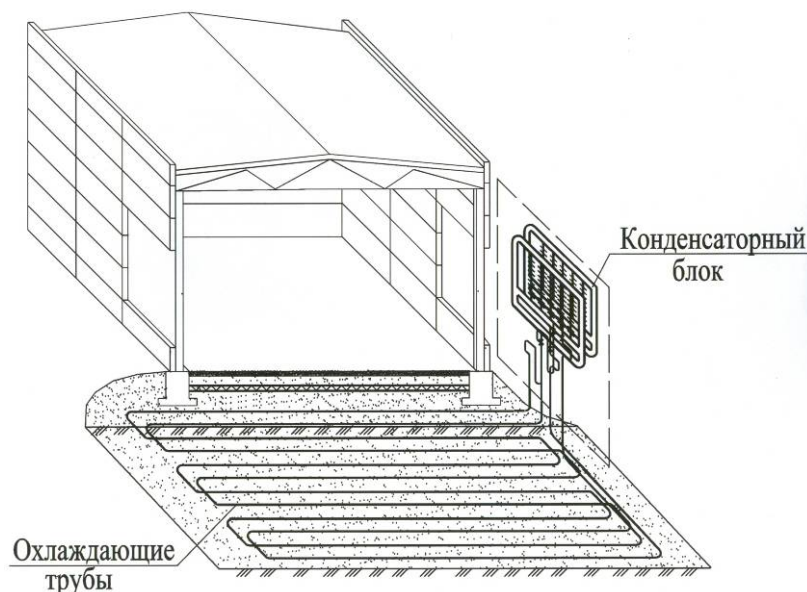 Конденсаторный
блок
Охлаждающие
трубы